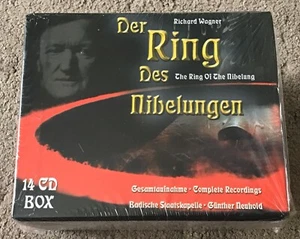 Richard Wagner
Der
Ring
Des
The Ring Of The Nibelung
Nibelungen
14 CD
BOX
Gesamtaufnahme · Complete Recordings
Badische Staatskapelle · Günter Neuhold